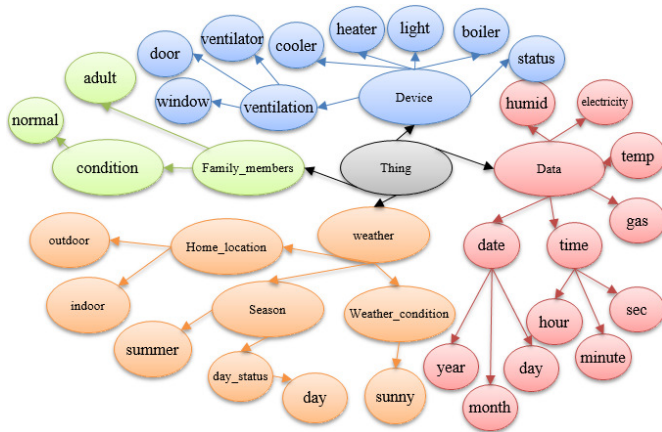 ventilator
cooler
heater
light
boiler
door
status
adult
window
ventilation
Device
humid
electricity
normal
condition
Family_members
Thing
Data
temp
gas
outdoor
Home_location
weather
date
time
indoor
Season
Weather_condition
hour
sec
summer
year
day
minute
day_status
day
sunny
month